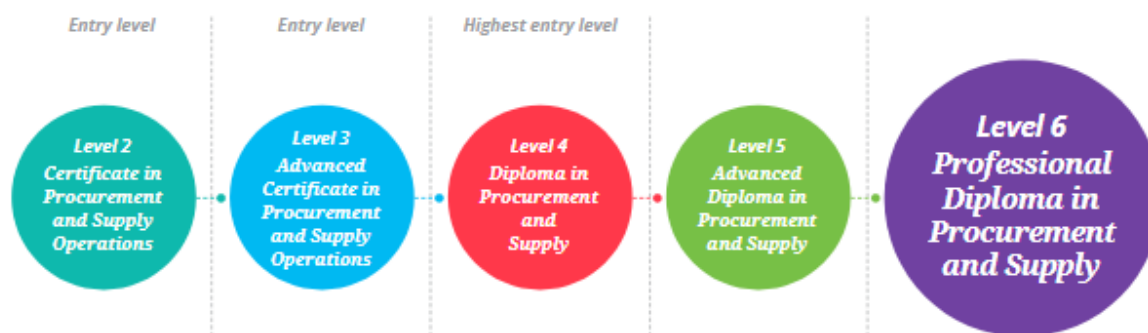 Entry level
Entry level
Highest entry level
Level 2
Certificate in
Procurement
and Supply
Operations
Level 3
Advanced
Certificate in
Procurement
and Supply
Operations
Level 4
Diploma in
Procurement
and
Supply
Level 5
Advanced
Diploma in
Procurement
and Supply
Level 6
Professional
Diploma in
Procurement
and Supply